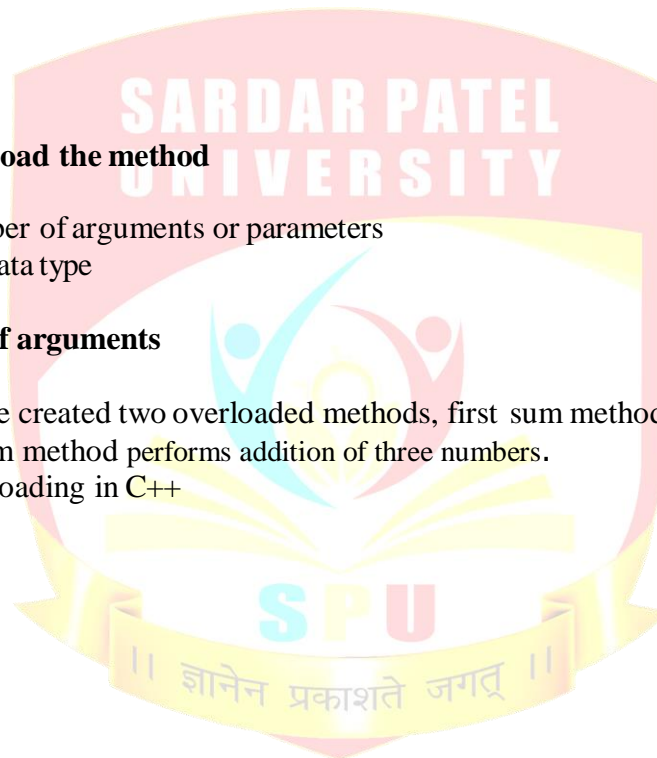 SARDAR PATEL
UNIVERSITY
oad the method
ber of arguments or parameters
ata type
f arguments
e created two overloaded methods, first sum method
m method performs addition of three numbers.
oading in C++
SPU
।। ज्ञानेन प्रकाशते जगत् ।।